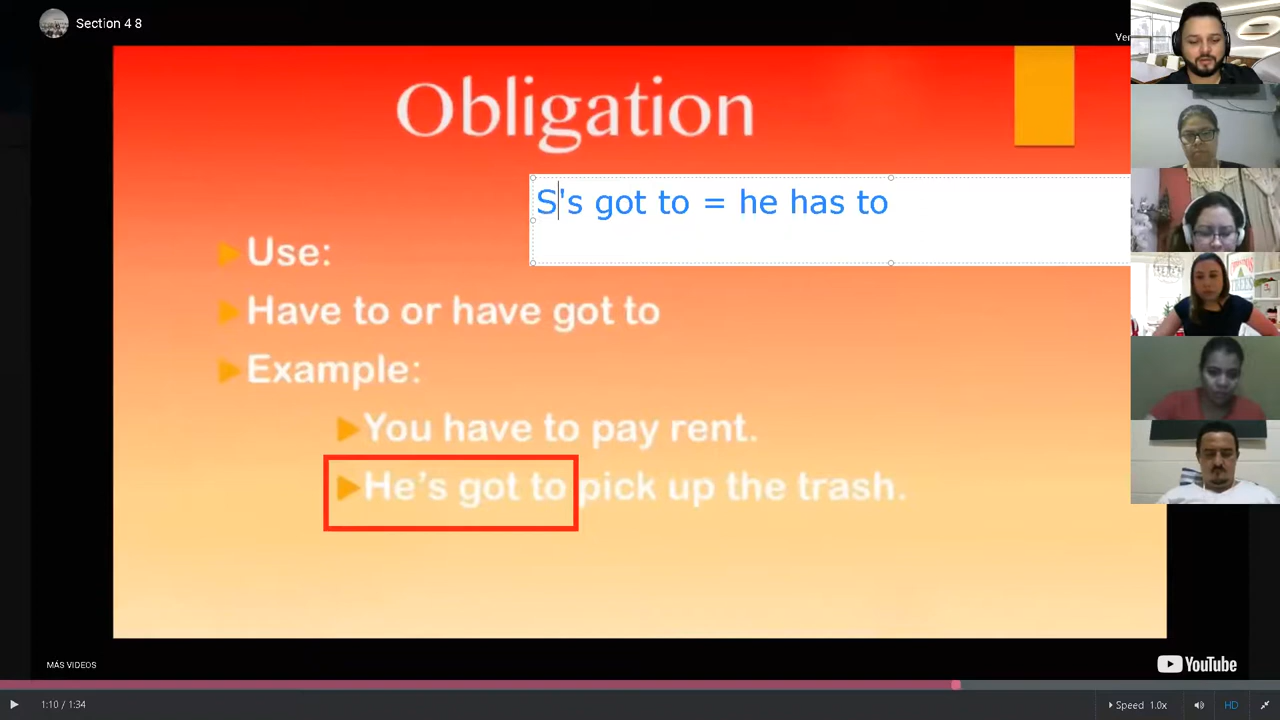 Section 4 8
Ver
Obligation
S's got to = he has to
Use:
Have to or have got to
Example:
You have to pay rent.
He's got to pick up the trash.
MÁS VIDEOS
YouTube
1:10 / 1:34
Speed 1.0x
HD